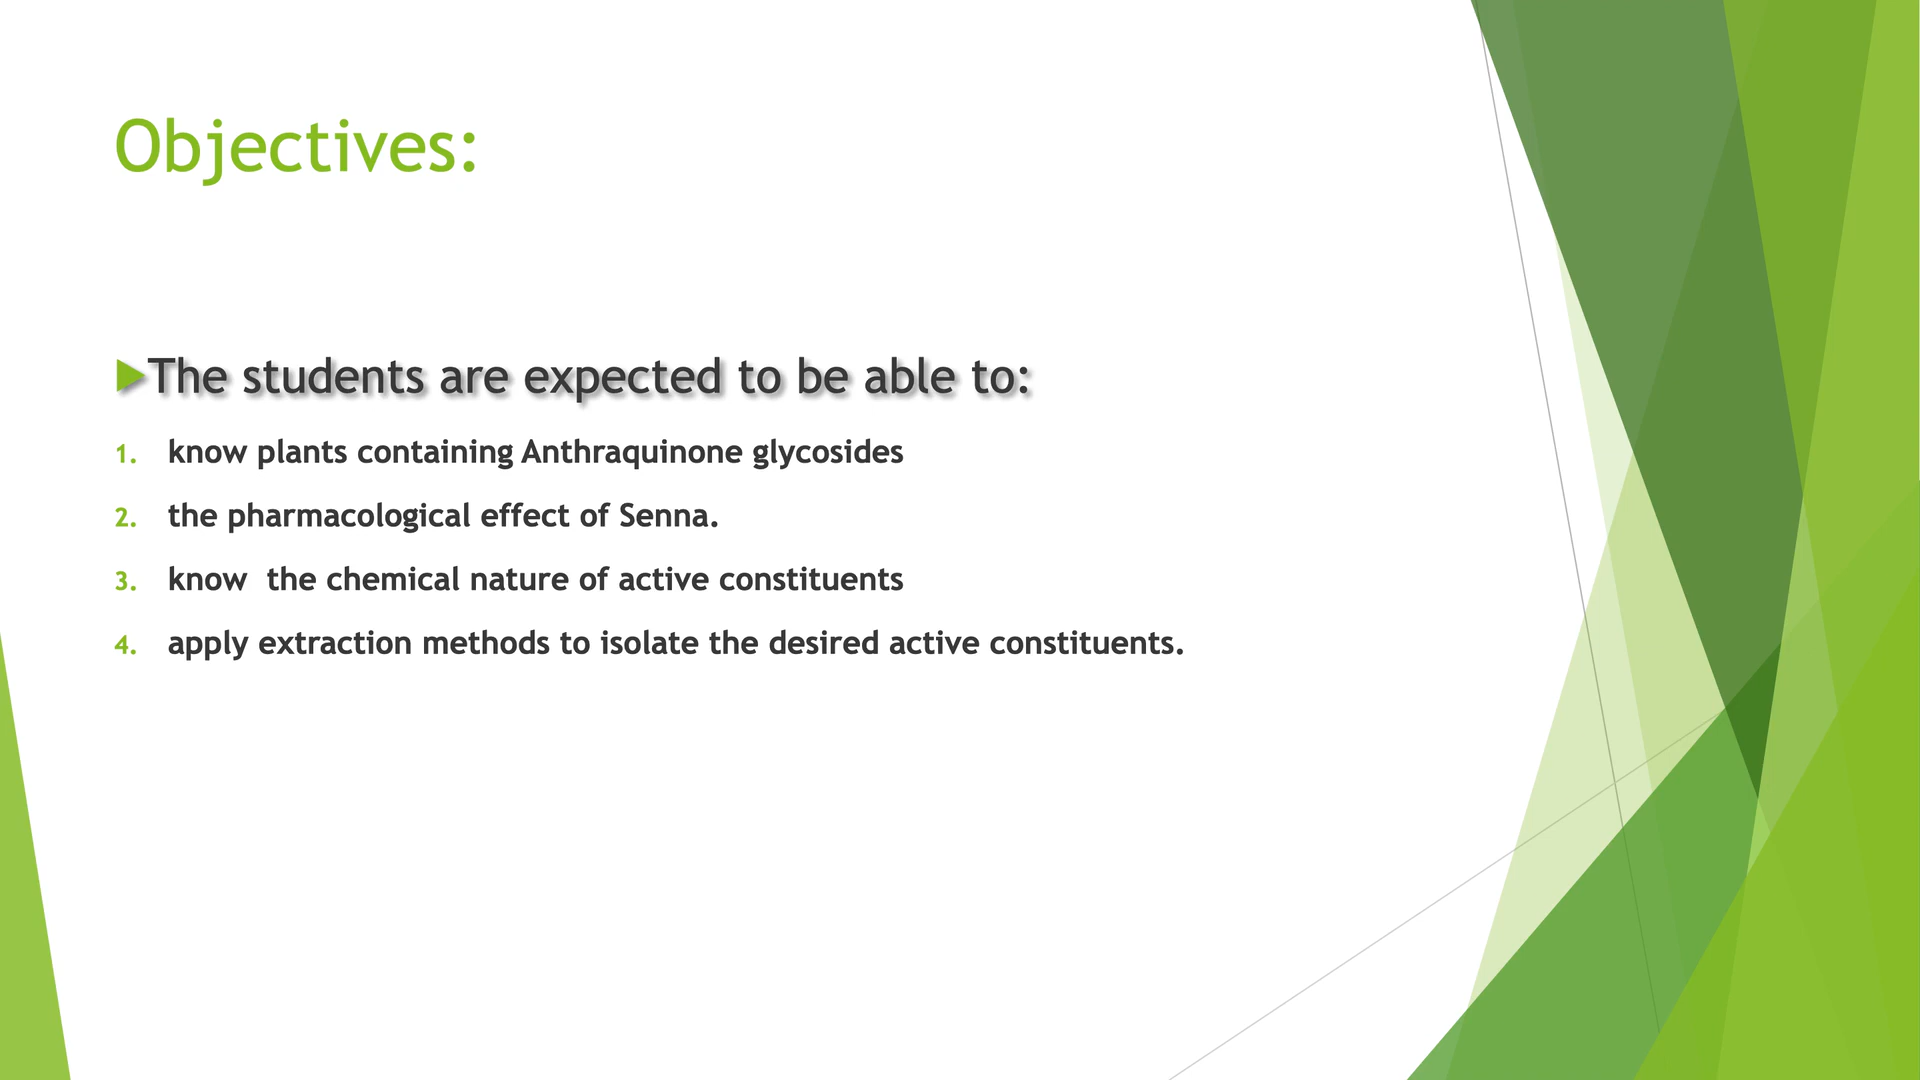 Objectives:
▶The students are expected to be able to:
1. know plants containing Anthraquinone glycosides
2. the pharmacological effect of Senna.
3. know  the chemical nature of active constituents
4. apply extraction methods to isolate the desired active constituents.